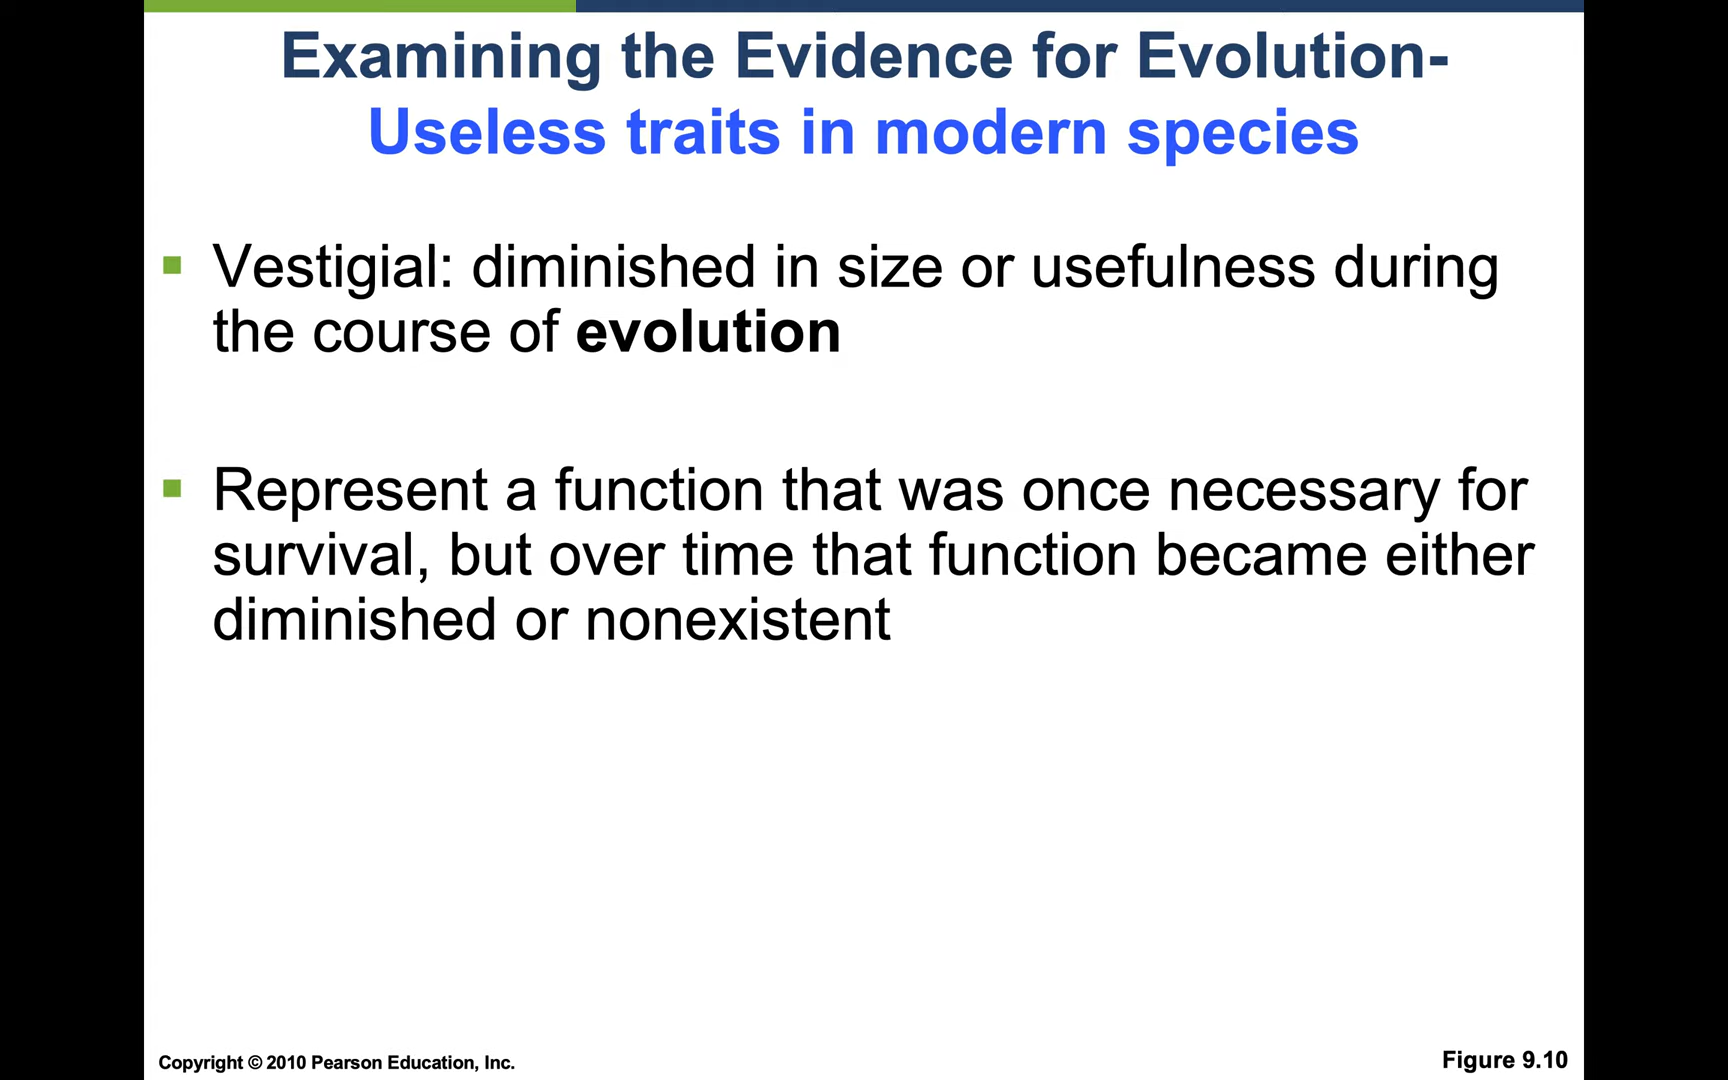 Examining the Evidence for Evolution-
Useless traits in modern species
▪ Vestigial: diminished in size or usefulness during
the course of evolution
▪ Represent a function that was once necessary for
survival, but over time that function became either
diminished or nonexistent
Copyright © 2010 Pearson Education, Inc.
Figure 9.10